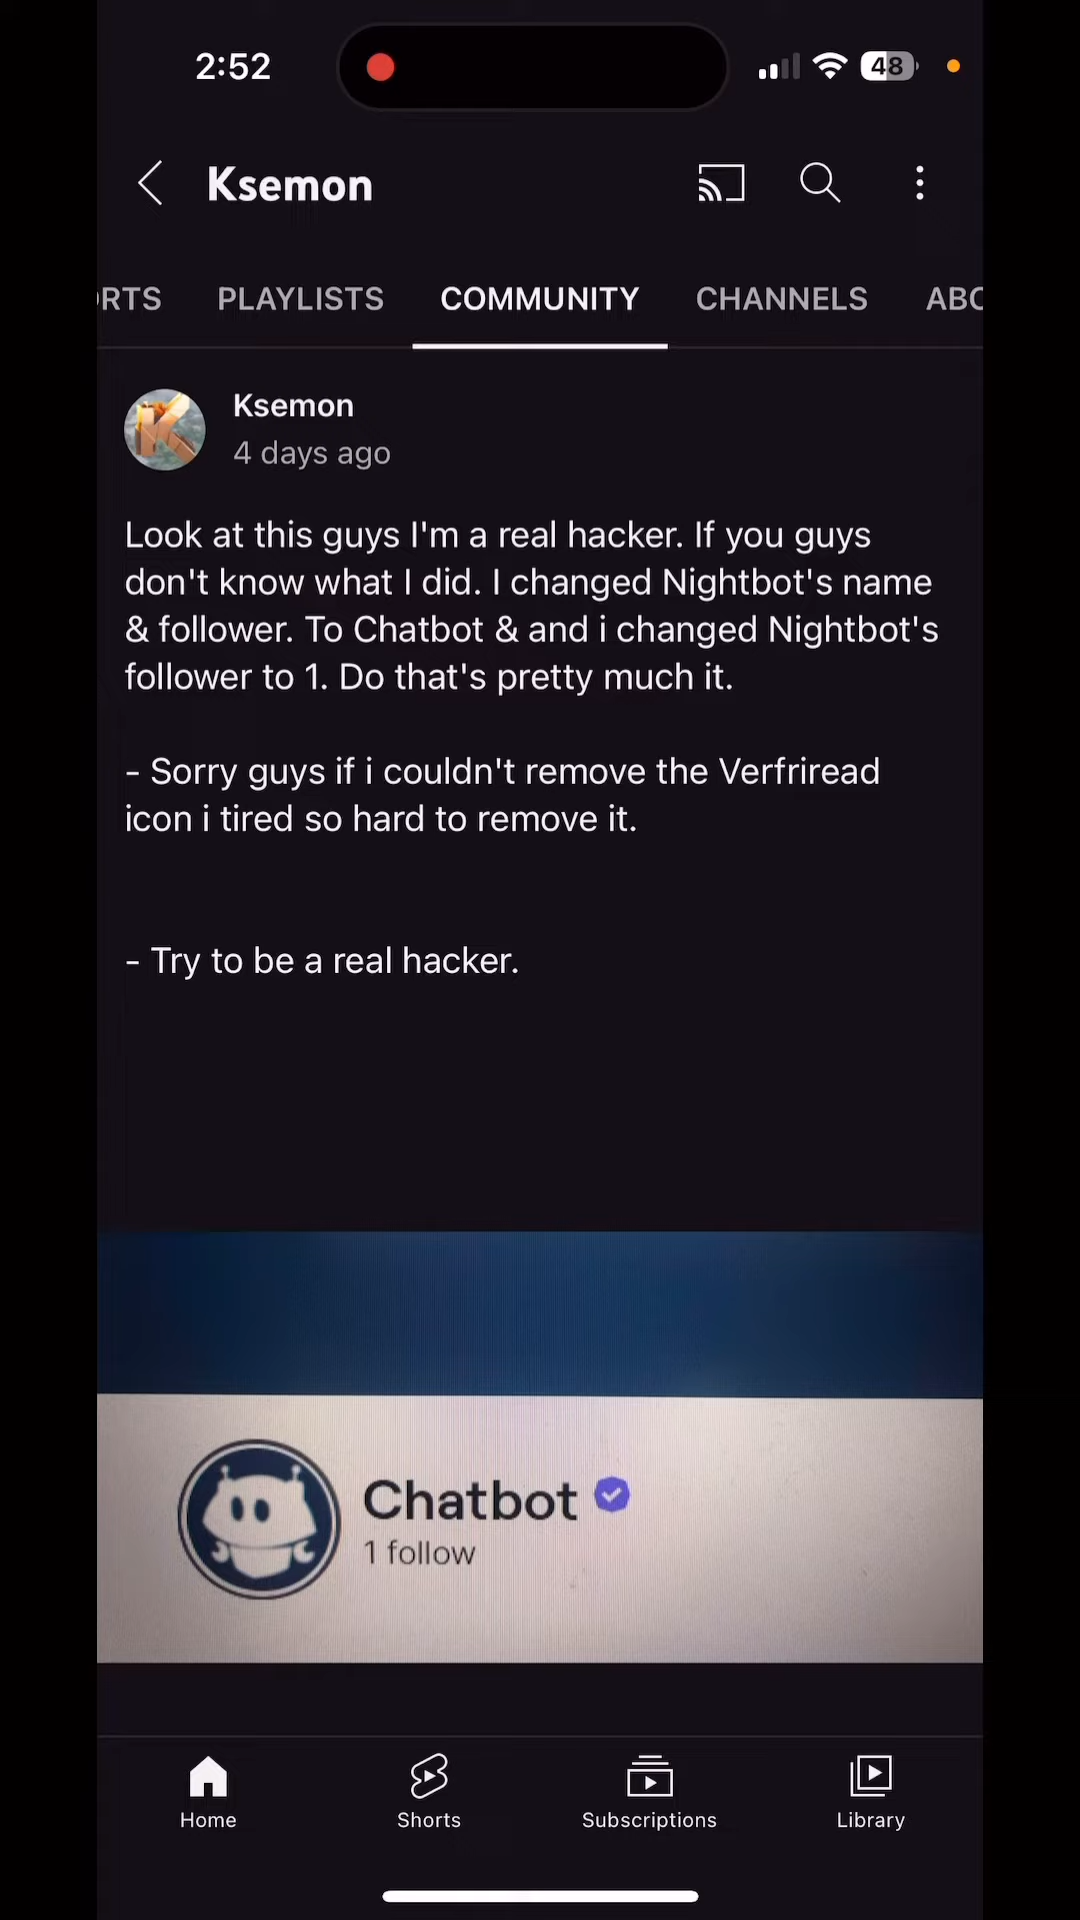 2:52
48
Ksemon
ORTS PLAYLISTS COMMUNITY CHANNELS ABO
Ksemon
4 days ago
Look at this guys I'm a real hacker. If you guys
don't know what I did. I changed Nightbot's name
& follower. To Chatbot & and i changed Nightbot's
follower to 1. Do that's pretty much it.
- Sorry guys if i couldn't remove the Verfriread
icon i tired so hard to remove it.
- Try to be a real hacker.
Chatbot
1 follow
Home Shorts Subscriptions Library